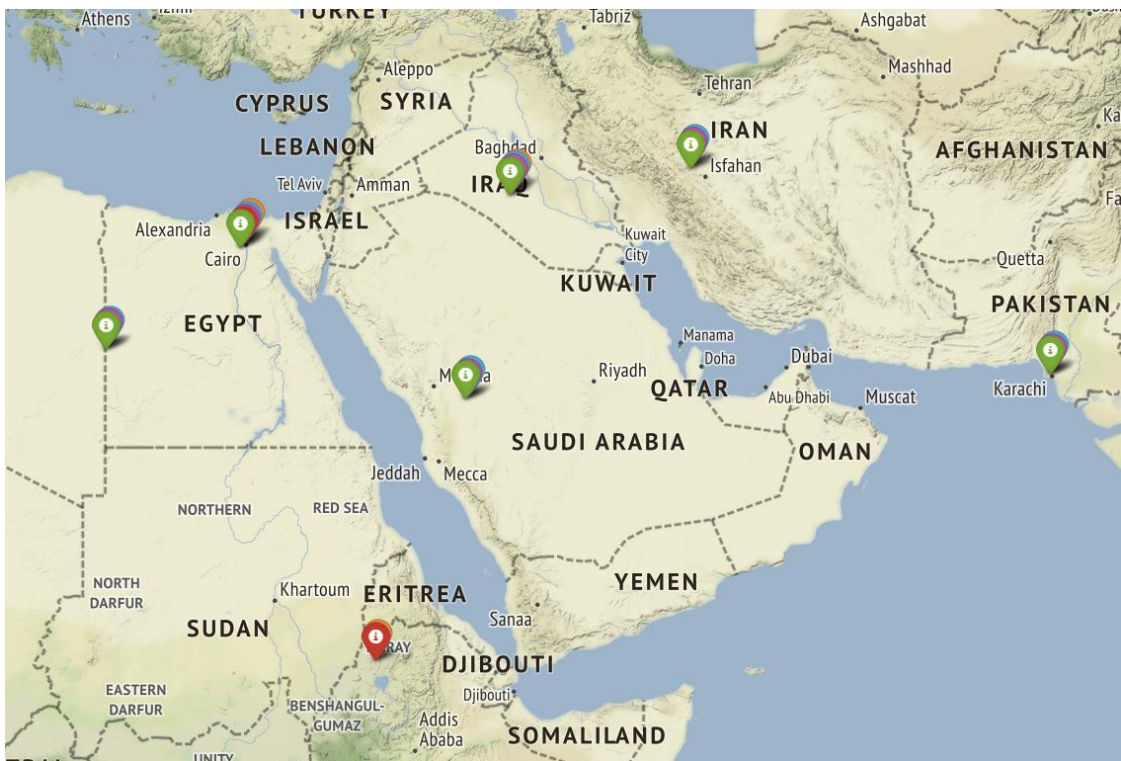 TURKEY
Athens
Izmir
Tabriz
Ashgabat
Mashhad
Aleppo
Tehran
CYPRUS
SYRIA
IRAN
LEBANON
Baghdad
AFGHANISTAN
Isfahan
Tel Aviv
Amman
IRAQ
Alexandria
ISRAEL
Kuwait
City
Quetta
Cairo
KUWAIT
PAKISTAN
EGYPT
Manama
Doha
Dubai
Riyadh
QATAR
Abu Dhabi
Karachi
Muscat
SAUDI ARABIA
OMAN
Jeddah
Mecca
NORTHERN
RED SEA
YEMEN
NORTH
DARFUR
Khartoum
ERITREA
Sanaa
SUDAN
DJIBOUTI
EASTERN
DARFUR
Djibouti
BENSHANGUL-
GUMAZ
Addis
Ababa
SOMALILAND
UNITY